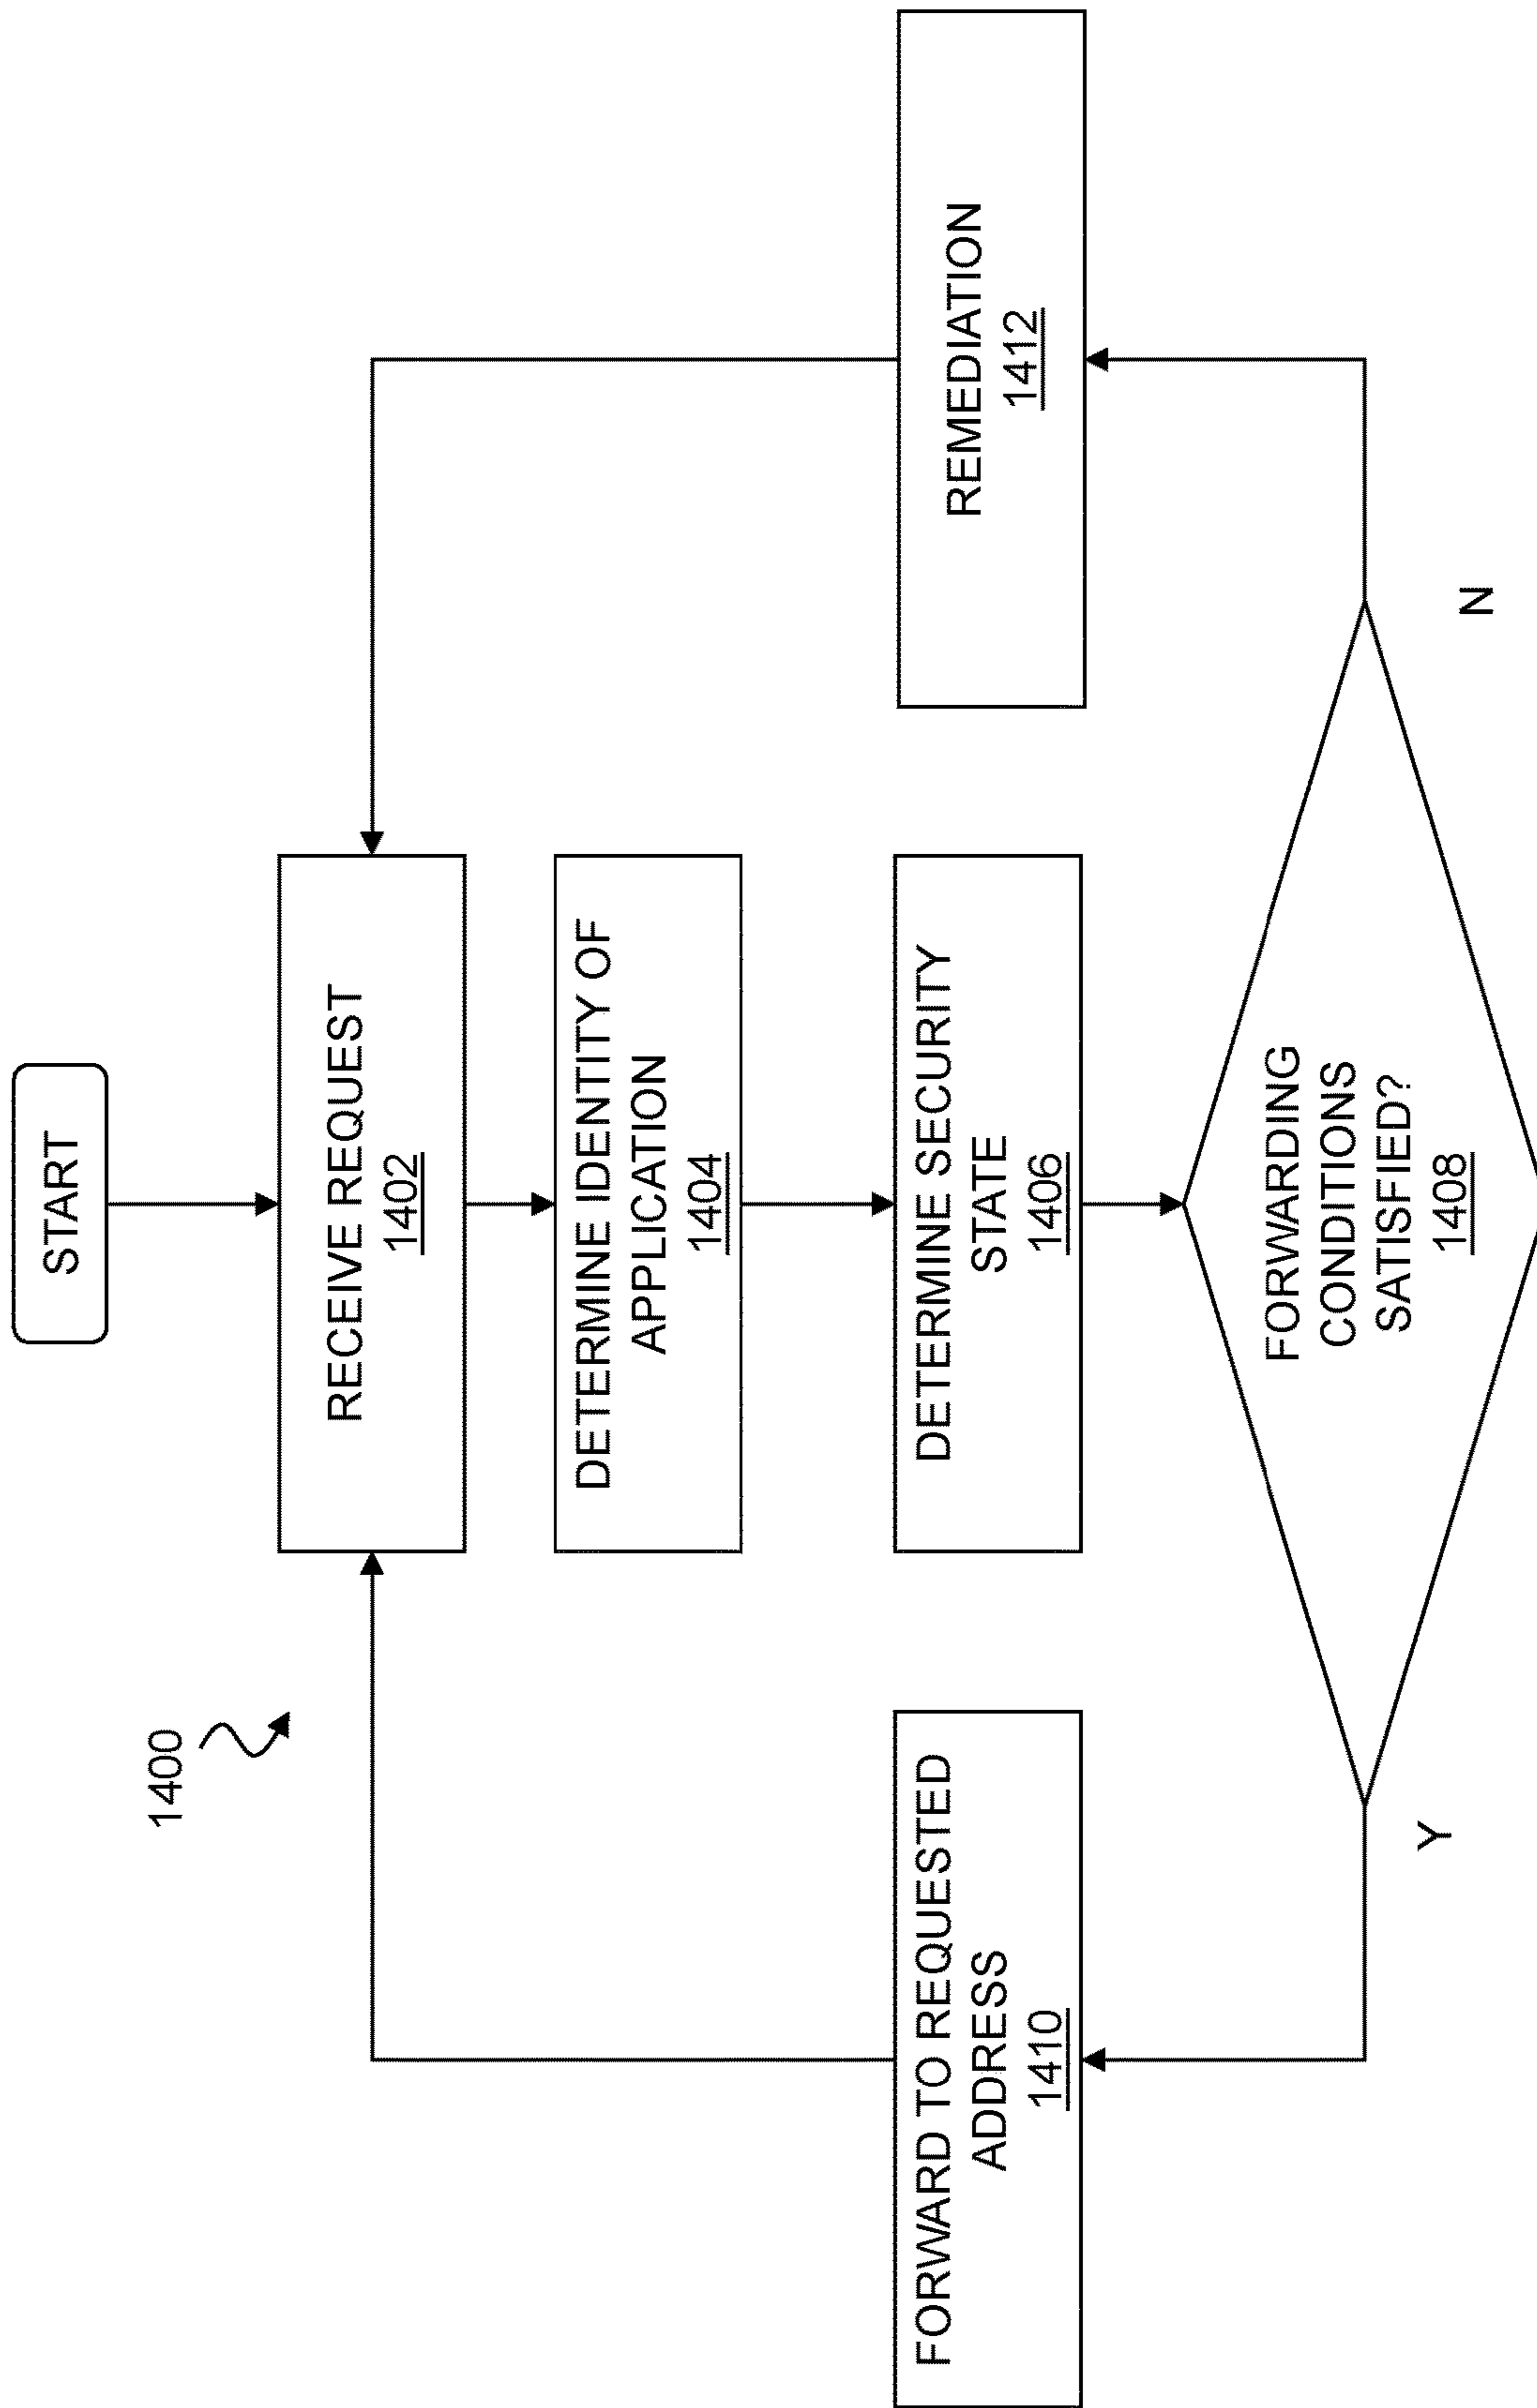 START
1400
RECEIVE REQUEST
1402
DETERMINE IDENTITY OF
APPLICATION
1404
DETERMINE SECURITY
STATE
1406
FORWARDING
CONDITIONS
SATISFIED?
1408
Y
N
FORWARD TO REQUESTED
ADDRESS
1410
REMEDIATION
1412